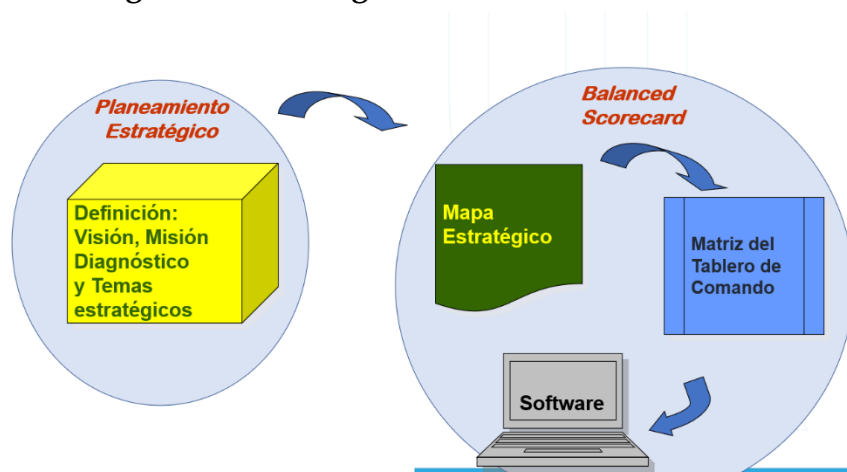 Planeamiento
Estratégico
Definición:
Visión, Misión
Diagnóstico
y Temas
estratégicos
Balanced
Scorecard
Mapa
Estratégico
Matriz del
Tablero de
Comando
Software